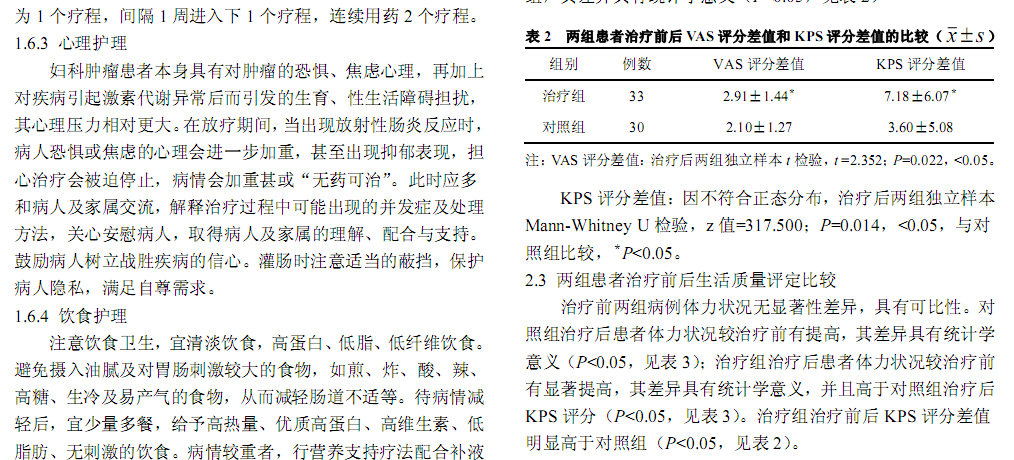 为 1 个疗程，间隔 1 周进入下 1 个疗程，连续用药 2 个疗程。
1.6.3 心理护理
妇科肿瘤患者本身具有对肿瘤的恐惧、焦虑心理，再加上
对疾病引起激素代谢异常后而引发的生育、性生活障碍担扰，
其心理压力相对更大。在放疗期间，当出现放射性肠炎反应时，
病人恐惧或焦虑的心理会进一步加重，甚至出现抑郁表现，担
心治疗会被迫停止，病情会加重甚或“无药可治”。此时应多
和病人及家属交流，解释治疗过程中可能出现的并发症及处理
方法，关心安慰病人，取得病人及家属的理解、配合与支持。
鼓励病人树立战胜疾病的信心。灌肠时注意适当的蔽挡，保护
病人隐私，满足自尊需求。
1.6.4 饮食护理
注意饮食卫生，宜清淡饮食，高蛋白、低脂、低纤维饮食。
避免摄入油腻及对胃肠刺激较大的食物，如煎、炸、酸、辣、
高糖、生冷及易产气的食物，从而减轻肠道不适等。待病情减
轻后，宜少量多餐，给予高热量、优质高蛋白、高维生素、低
脂肪、无刺激的饮食。病情较重者，行营养支持疗法配合补液
表 2 两组患者治疗前后 VAS 评分差值和 KPS 评分差值的比较（x̄±s）
组别 例数 VAS 评分差值 KPS 评分差值
治疗组 33 2.91±1.44* 7.18±6.07*
对照组 30 2.10±1.27 3.60±5.08
注：VAS 评分差值：治疗后两组独立样本 t 检验，t =2.352；P=0.022，<0.05。
KPS 评分差值：因不符合正态分布，治疗后两组独立样本
Mann-Whitney U 检验，z 值=317.500；P=0.014，<0.05，与对
照组比较，*P<0.05。
2.3 两组患者治疗前后生活质量评定比较
治疗前两组病例体力状况无显著性差异，具有可比性。对
照组治疗后患者体力状况较治疗前有提高，其差异具有统计学
意义（P<0.05，见表 3）；治疗组治疗后患者体力状况较治疗前
有显著提高，其差异具有统计学意义，并且高于对照组治疗后
KPS 评分（P<0.05，见表 3）。治疗组治疗前后 KPS 评分差值
明显高于对照组（P<0.05，见表 2）。